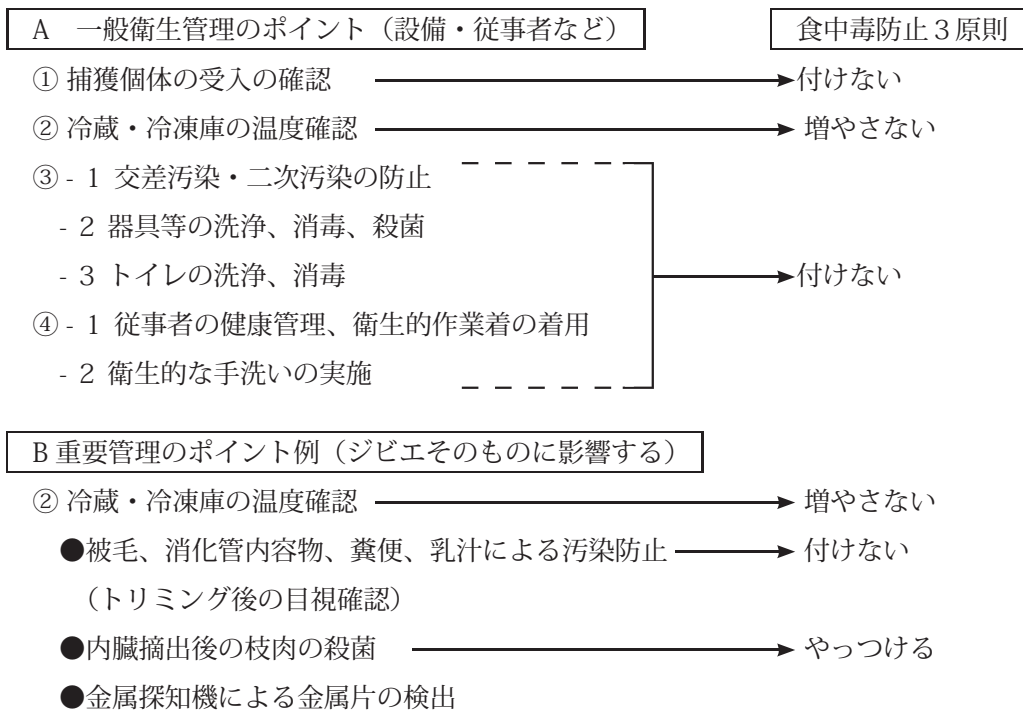 A 一般衛生管理のポイント（設備・従事者など）
食中毒防止３原則
① 捕獲個体の受入の確認 付けない
② 冷蔵・冷凍庫の温度確認 増やさない
③ - 1 交差汚染・二次汚染の防止
- 2 器具等の洗浄、消毒、殺菌
- 3 トイレの洗浄、消毒 付けない
④ - 1 従事者の健康管理、衛生的作業着の着用
- 2 衛生的な手洗いの実施
B 重要管理のポイント例（ジビエそのものに影響する）
② 冷蔵・冷凍庫の温度確認 増やさない
●被毛、消化管内容物、糞便、乳汁による汚染防止 付けない
（トリミング後の目視確認）
●内臓摘出後の枝肉の殺菌 やっつける
●金属探知機による金属片の検出